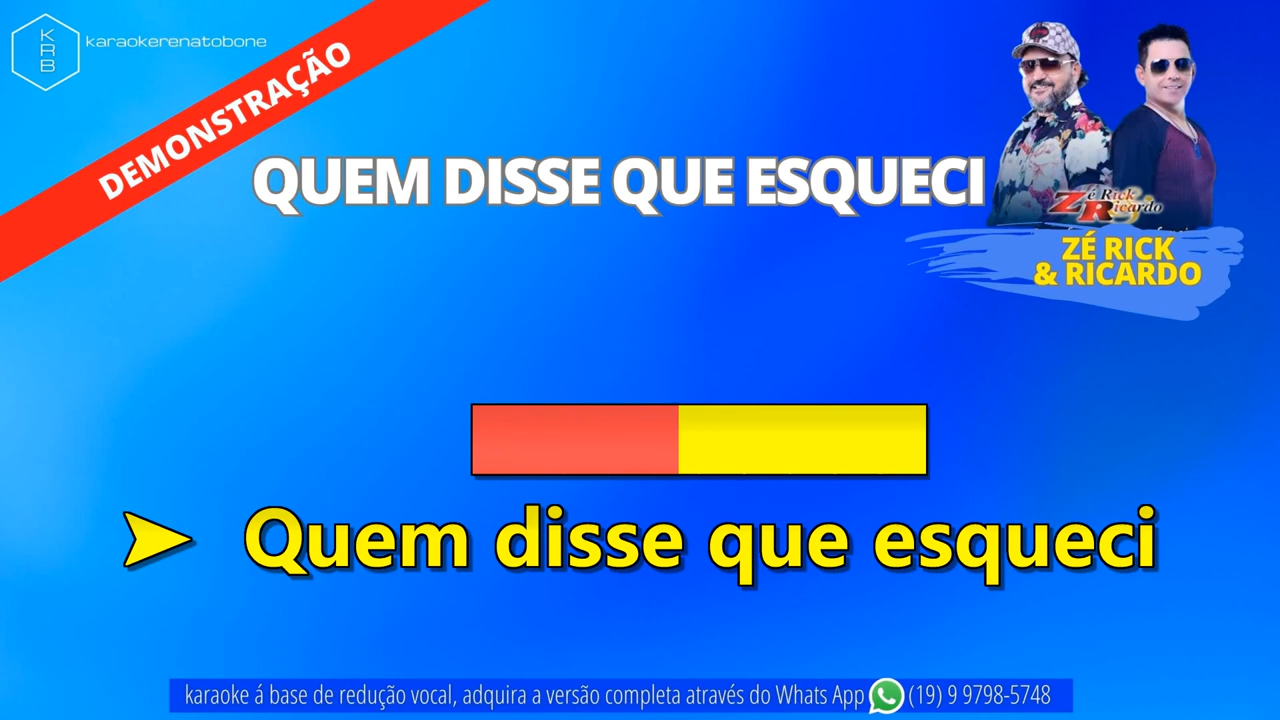 KRB
karaokerenatobone
DEMONSTRAÇÃO
QUEM DISSE QUE ESQUECI
Zé Rick
Ricardo
ZÉ RICK
& RICARDO
➤ Quem disse que esqueci
karaoke á base de redução vocal, adquira a versão completa através do Whats App (19) 9 9798-5748